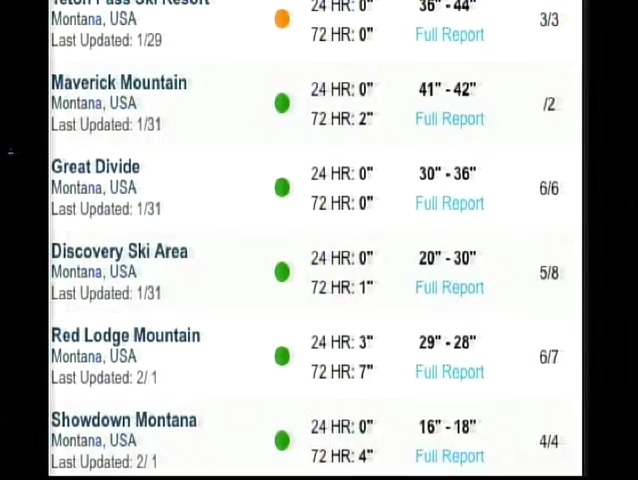 Teton Pass Ski Resort
24 HR: 0"
36" - 44"
Montana, USA
3/3
72 HR: 0"
Full Report
Last Updated: 1/29
Maverick Mountain
24 HR: 0"
41" - 42"
Montana, USA
/2
72 HR: 2"
Full Report
Last Updated: 1/31
Great Divide
24 HR: 0"
30" - 36"
Montana, USA
6/6
72 HR: 0"
Full Report
Last Updated: 1/31
Discovery Ski Area
24 HR: 0"
20" - 30"
Montana, USA
5/8
72 HR: 1"
Full Report
Last Updated: 1/31
Red Lodge Mountain
24 HR: 3"
29" - 28"
Montana, USA
6/7
72 HR: 7"
Full Report
Last Updated: 2/ 1
Showdown Montana
24 HR: 0"
16" - 18"
Montana, USA
4/4
72 HR: 4"
Full Report
Last Updated: 2/ 1